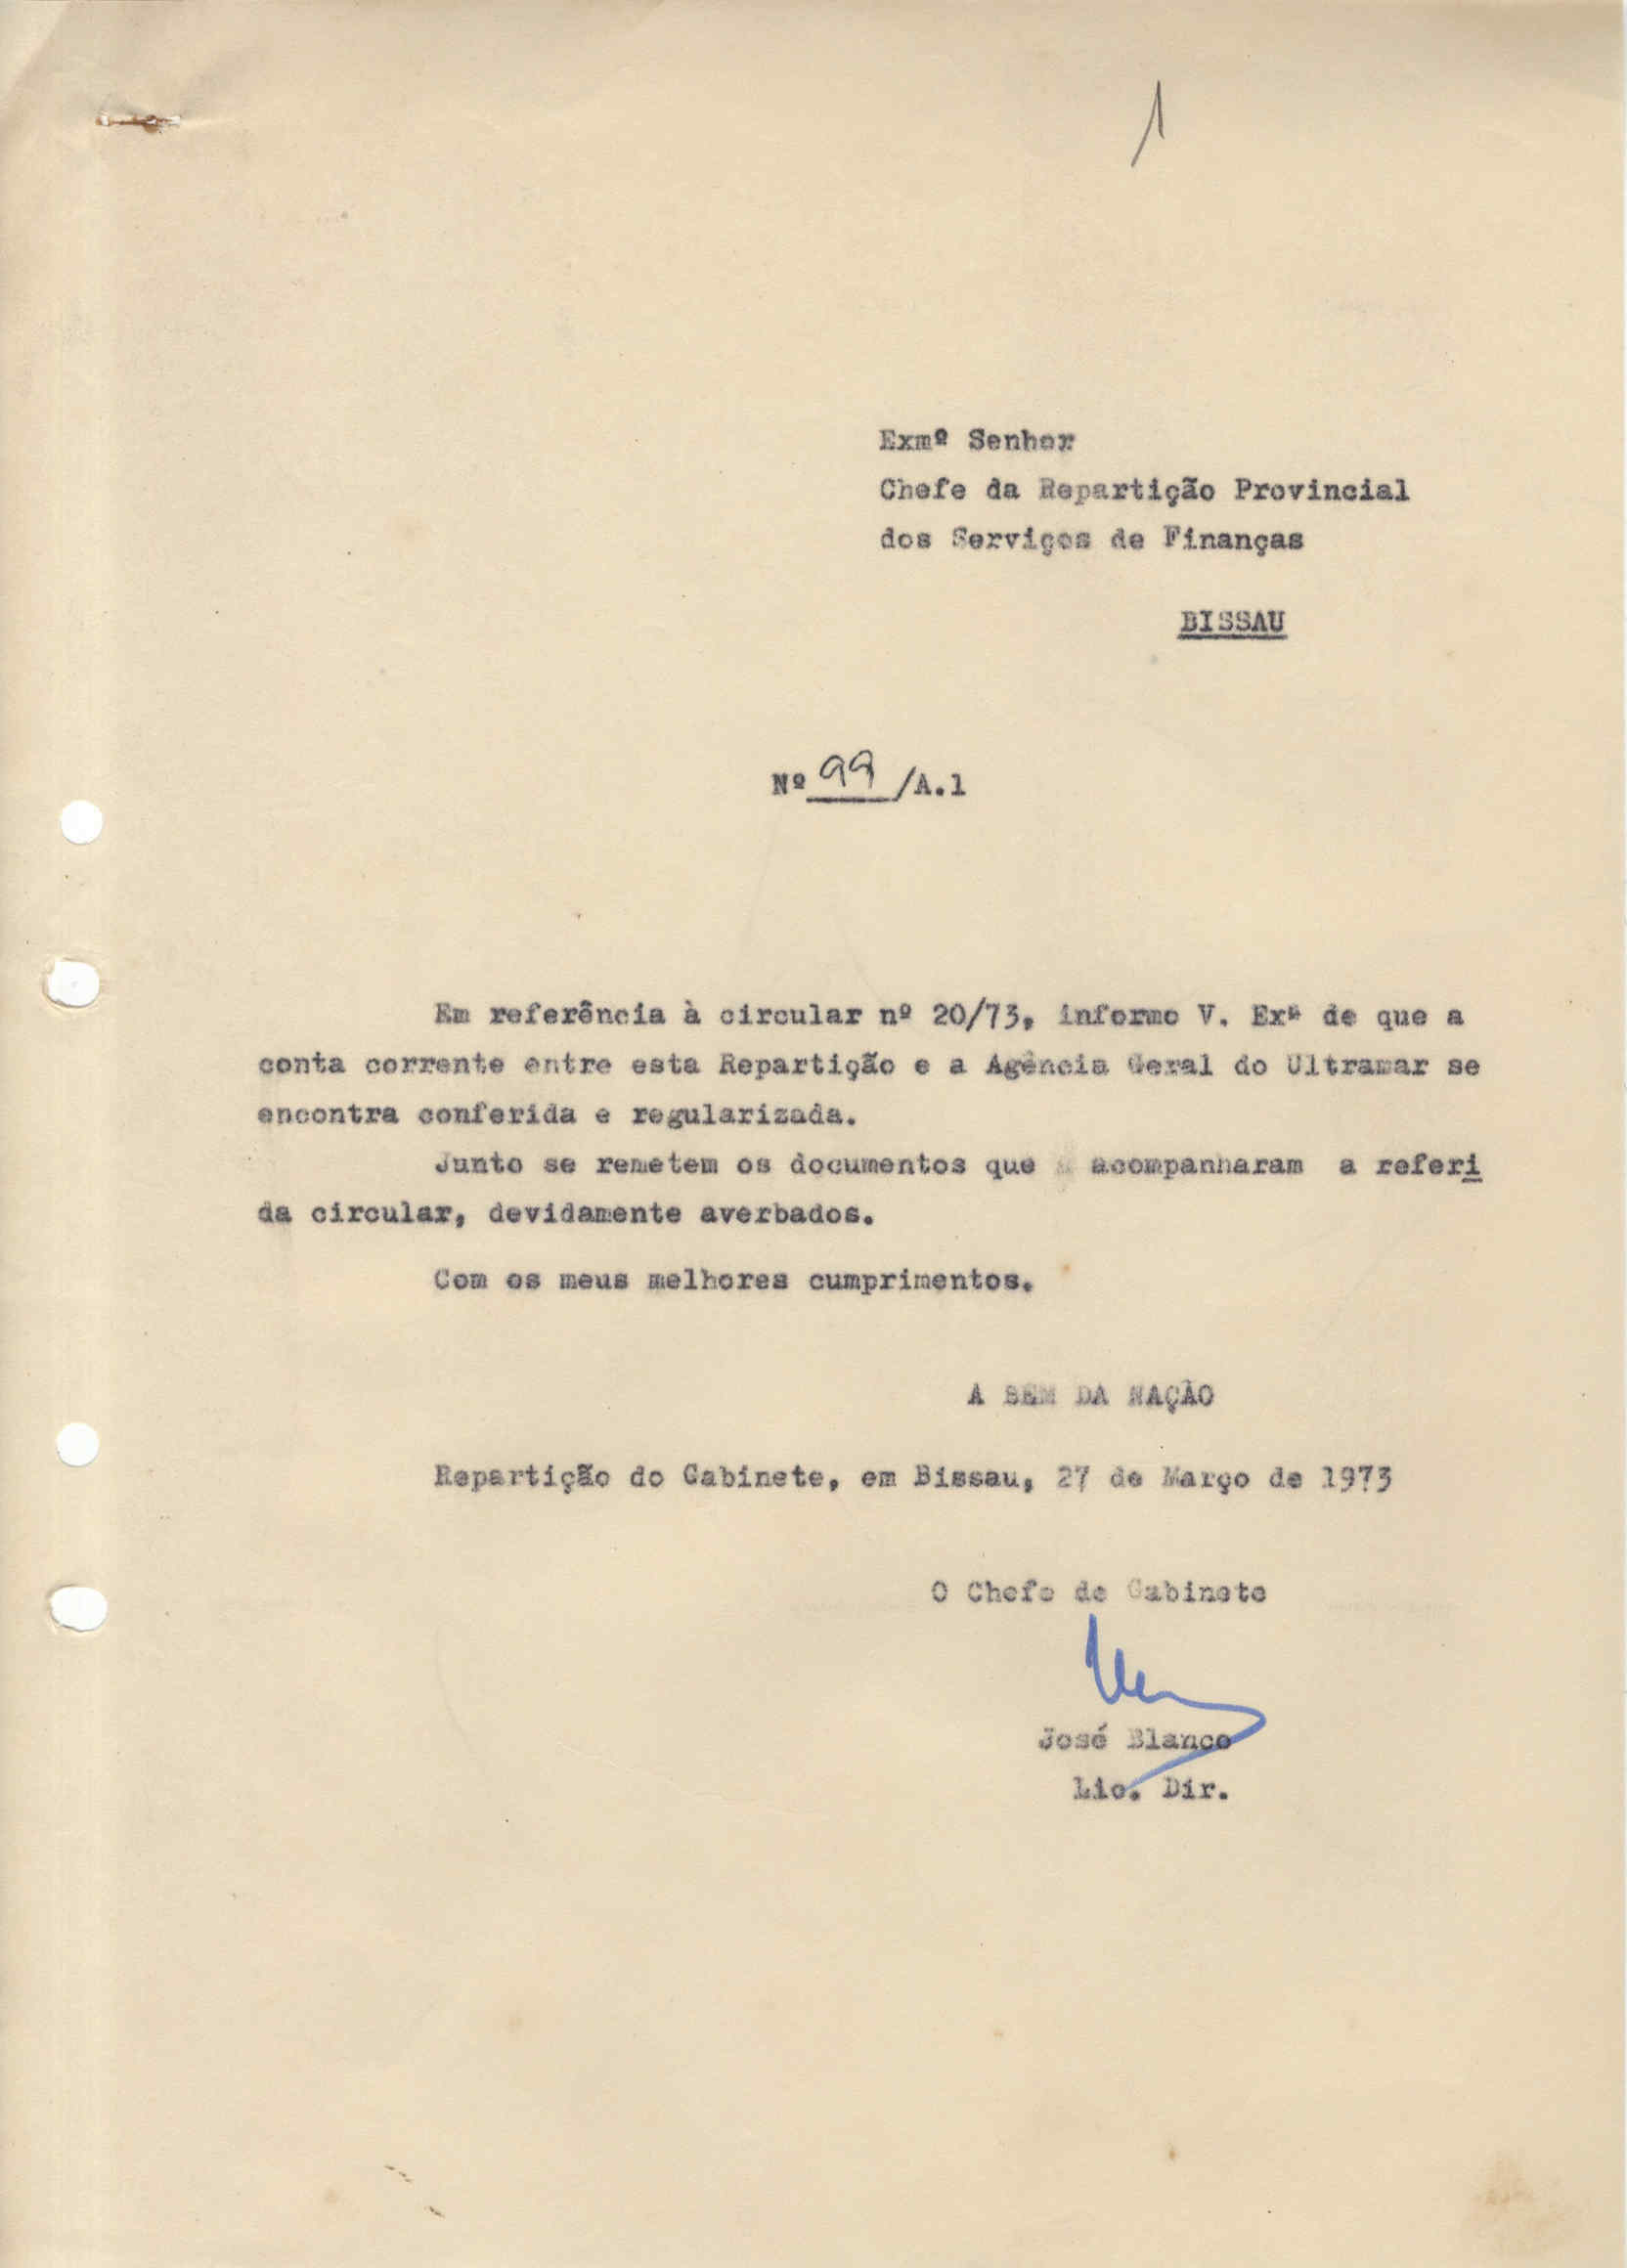 1
Exmº Senhor
Chefe da Repartição Provincial
dos Serviços de Finanças
BISSAU
Nº 99 /A.1
Em referência à circular nº 20/73, informo V. Exª de que a
conta corrente entre esta Repartição e a Agência Geral do Ultramar se
encontra conferida e regularizada.
Junto se remetem os documentos que acompanharam a referi
da circular, devidamente averbados.
Com os meus melhores cumprimentos.
A BEM DA NAÇÃO
Repartição do Gabinete, em Bissau, 27 de Março de 1973
O Chefe de Gabinete
José Blanco
Lic. Dir.